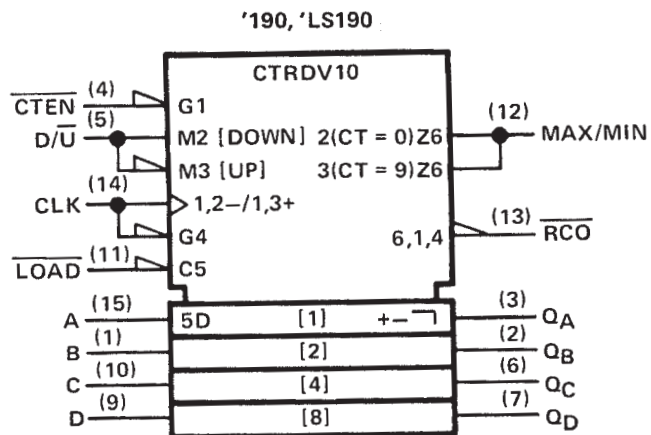 '190, 'LS190
CTRDV10
CTEN (4) G1
D/U (5) M2 [DOWN] 2(CT = 0)Z6 (12) MAX/MIN
M3 [UP] 3(CT = 9)Z6
CLK (14) 1,2−/1,3+
G4 6,1,4 (13) RCO
LOAD (11) C5
A (15) 5D [1] +− (3) QA
B (1) [2] (2) QB
C (10) [4] (6) QC
D (9) [8] (7) QD